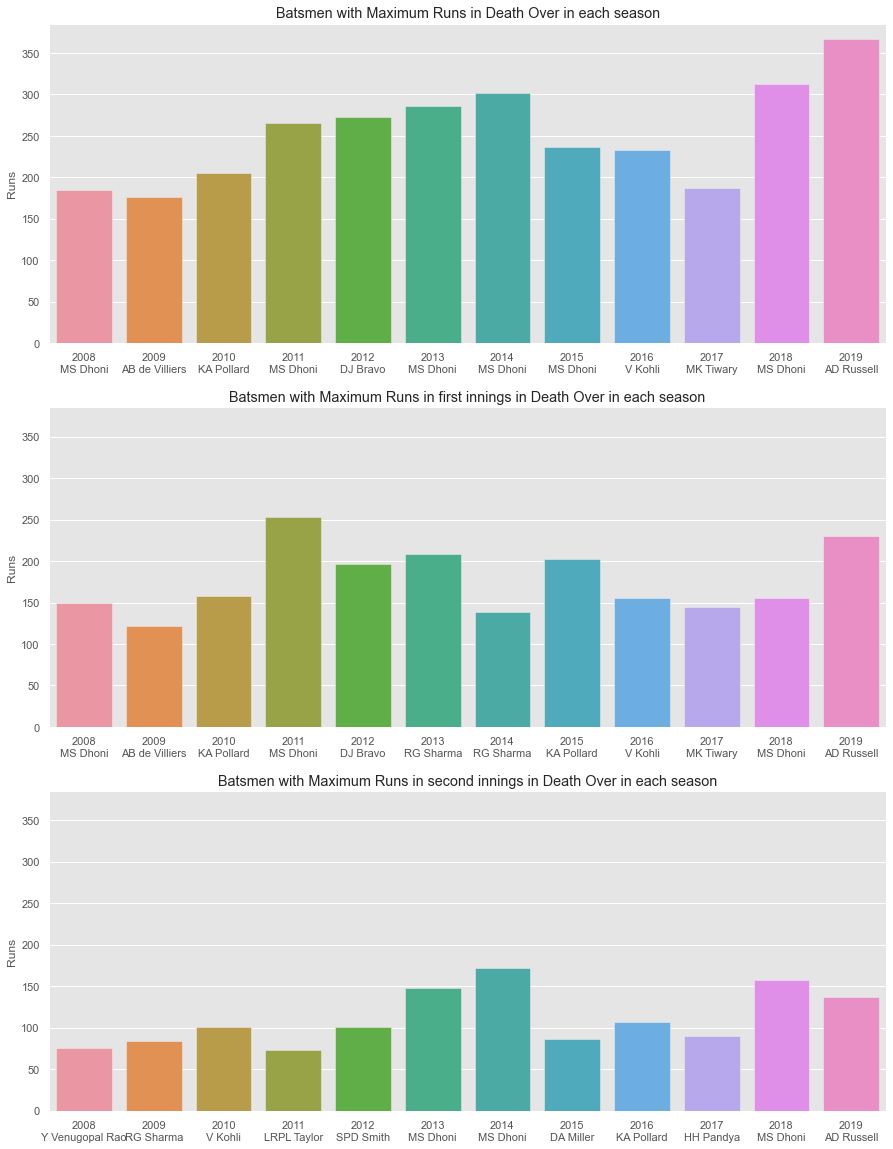 Batsmen with Maximum Runs in Death Over in each season
350
300
250
200
150
100
50
0
Runs
2008 2009 2010 2011 2012 2013 2014 2015 2016 2017 2018 2019
MS Dhoni AB de Villiers KA Pollard MS Dhoni DJ Bravo MS Dhoni MS Dhoni MS Dhoni V Kohli MK Tiwary MS Dhoni AD Russell
Batsmen with Maximum Runs in first innings in Death Over in each season
350
300
250
200
150
100
50
0
Runs
2008 2009 2010 2011 2012 2013 2014 2015 2016 2017 2018 2019
MS Dhoni AB de Villiers KA Pollard MS Dhoni DJ Bravo RG Sharma RG Sharma KA Pollard V Kohli MK Tiwary MS Dhoni AD Russell
Batsmen with Maximum Runs in second innings in Death Over in each season
350
300
250
200
150
100
50
0
Runs
2008 2009 2010 2011 2012 2013 2014 2015 2016 2017 2018 2019
Y Venugopal Rao RG Sharma V Kohli LRPL Taylor SPD Smith MS Dhoni MS Dhoni DA Miller KA Pollard HH Pandya MS Dhoni AD Russell